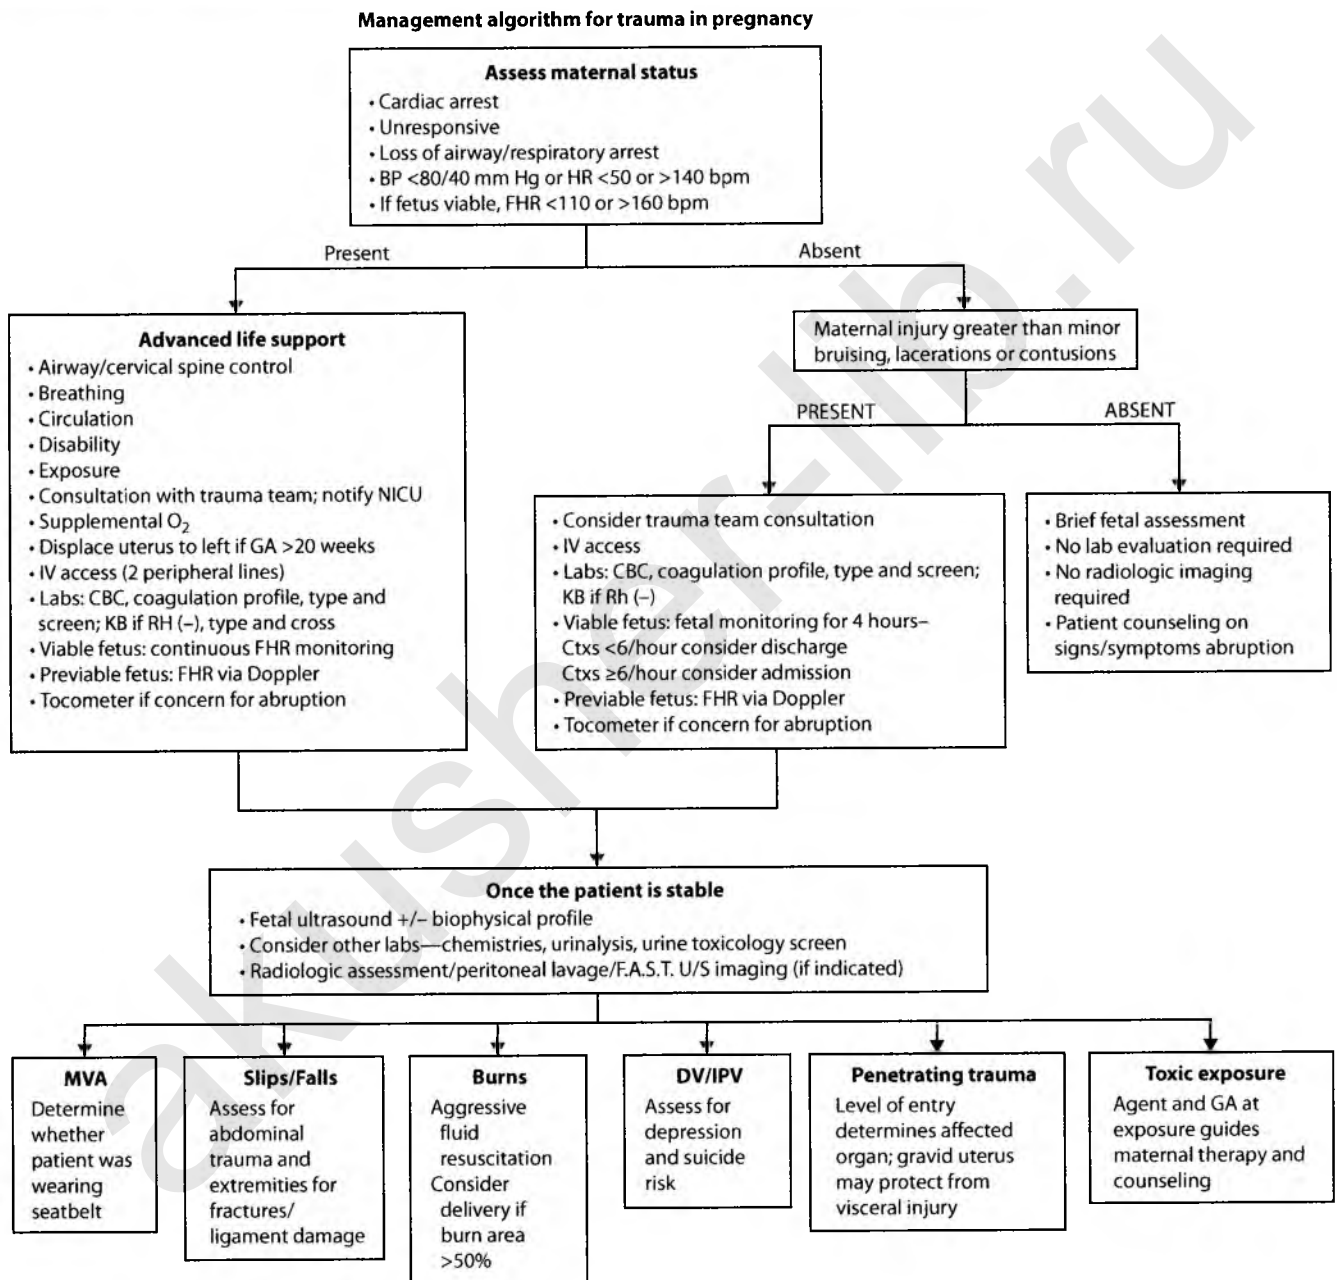 Management algorithm for trauma in pregnancy
Assess maternal status
• Cardiac arrest
• Unresponsive
• Loss of airway/respiratory arrest
• BP <80/40 mm Hg or HR <50 or >140 bpm
• If fetus viable, FHR <110 or >160 bpm
Present
Absent
Advanced life support
• Airway/cervical spine control
• Breathing
• Circulation
• Disability
• Exposure
• Consultation with trauma team; notify NICU
• Supplemental O2
• Displace uterus to left if GA >20 weeks
• IV access (2 peripheral lines)
• Labs: CBC, coagulation profile, type and
screen; KB if RH (–), type and cross
• Viable fetus: continuous FHR monitoring
• Previable fetus: FHR via Doppler
• Tocometer if concern for abruption
Maternal injury greater than minor
bruising, lacerations or contusions
PRESENT
ABSENT
• Consider trauma team consultation
• IV access
• Labs: CBC, coagulation profile, type and screen;
KB if Rh (–)
• Viable fetus: fetal monitoring for 4 hours–
Ctxs <6/hour consider discharge
Ctxs ≥6/hour consider admission
• Previable fetus: FHR via Doppler
• Tocometer if concern for abruption
• Brief fetal assessment
• No lab evaluation required
• No radiologic imaging
required
• Patient counseling on
signs/symptoms abruption
Once the patient is stable
• Fetal ultrasound +/– biophysical profile
• Consider other labs—chemistries, urinalysis, urine toxicology screen
• Radiologic assessment/peritoneal lavage/F.A.S.T. U/S imaging (if indicated)
MVA
Determine
whether
patient was
wearing
seatbelt
Slips/Falls
Assess for
abdominal
trauma and
extremities for
fractures/
ligament damage
Burns
Aggressive
fluid
resuscitation
Consider
delivery if
burn area
>50%
DV/IPV
Assess for
depression
and suicide
risk
Penetrating trauma
Level of entry
determines affected
organ; gravid uterus
may protect from
visceral injury
Toxic exposure
Agent and GA at
exposure guides
maternal therapy and
counseling
akusher-lib.ru